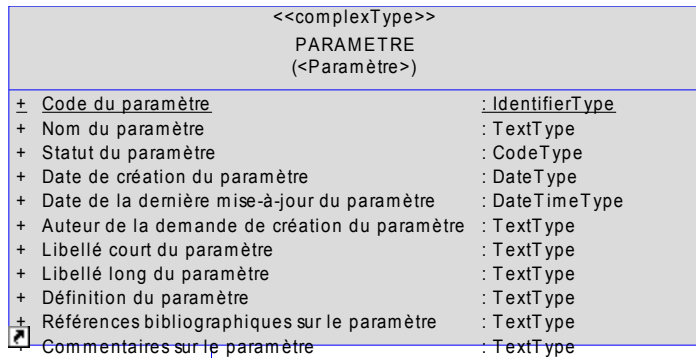 <<complexType>>
PARAMETRE
(<Paramètre>)
+ Code du paramètre : IdentifierType
+ Nom du paramètre : TextType
+ Statut du paramètre : CodeType
+ Date de création du paramètre : DateType
+ Date de la dernière mise-à-jour du paramètre : DateTimeType
+ Auteur de la demande de création du paramètre : TextType
+ Libellé court du paramètre : TextType
+ Libellé long du paramètre : TextType
+ Définition du paramètre : TextType
+ Références bibliographiques sur le paramètre : TextType
+ Commentaires sur le paramètre : TextType